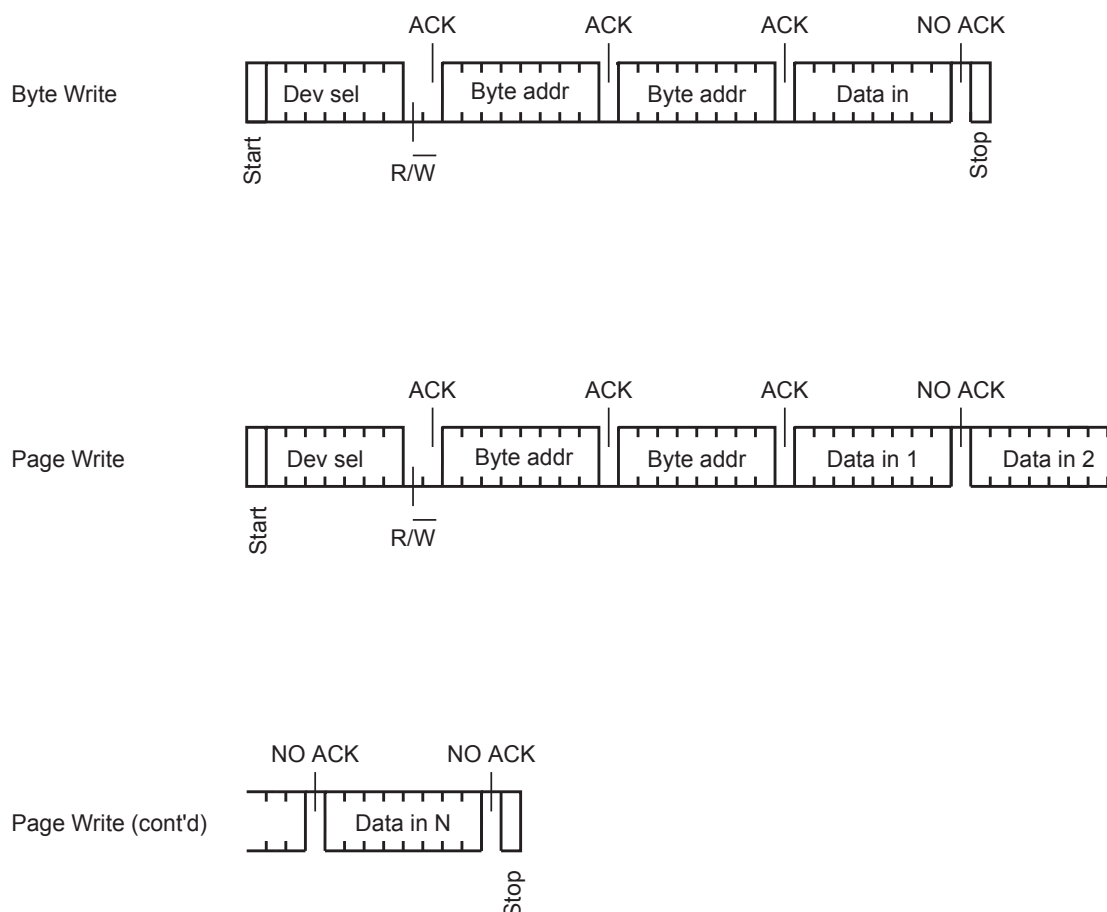 ACK ACK ACK NO ACK
Byte Write Dev sel Byte addr Byte addr Data in
Start R/W Stop
ACK ACK ACK NO ACK
Page Write Dev sel Byte addr Byte addr Data in 1 Data in 2
Start R/W
NO ACK NO ACK
Page Write (cont'd) Data in N
Stop